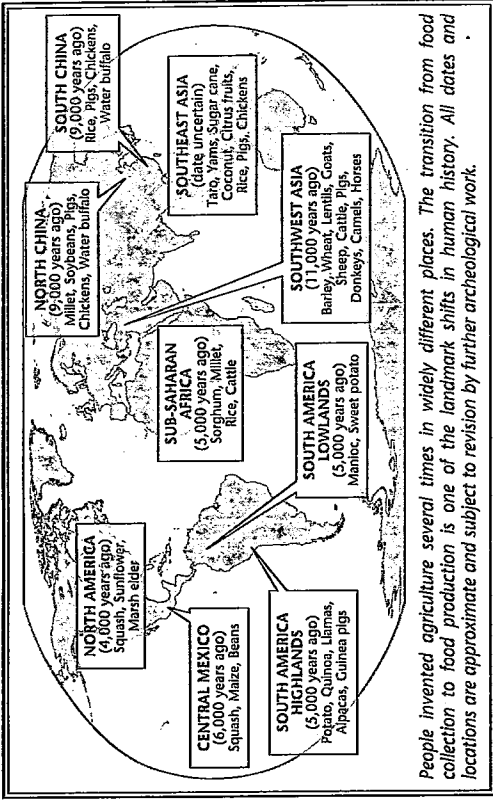 NORTH AMERICA
(4,000 years ago)
Squash, Sunflower,
Marsh elder
CENTRAL MEXICO
(6,000 years ago)
Squash, Maize, Beans
SOUTH AMERICA
HIGHLANDS
(5,000 years ago)
Potato, Quinoa, Llamas,
Alpacas, Guinea pigs
SOUTH AMERICA
LOWLANDS
(5,000 years ago)
Manioc, Sweet potato
SUB-SAHARAN
AFRICA
(5,000 years ago)
Sorghum, Millet,
Rice, Cattle
SOUTHWEST ASIA
(11,000 years ago)
Barley, Wheat, Lentils, Goats,
Sheep, Cattle, Pigs,
Donkeys, Camels, Horses
NORTH CHINA
(9,000 years ago)
Millet, Soybeans, Pigs,
Chickens, Water buffalo
SOUTH CHINA
(9,000 years ago)
Rice, Pigs, Chickens,
Water buffalo
SOUTHEAST ASIA
(date uncertain)
Taro, Yams, Sugar cane,
Coconut, Citrus fruits,
Rice, Pigs, Chickens
People invented agriculture several times in widely different places. The transition from food
collection to food production is one of the landmark shifts in human history. All dates and
locations are approximate and subject to revision by further archeological work.